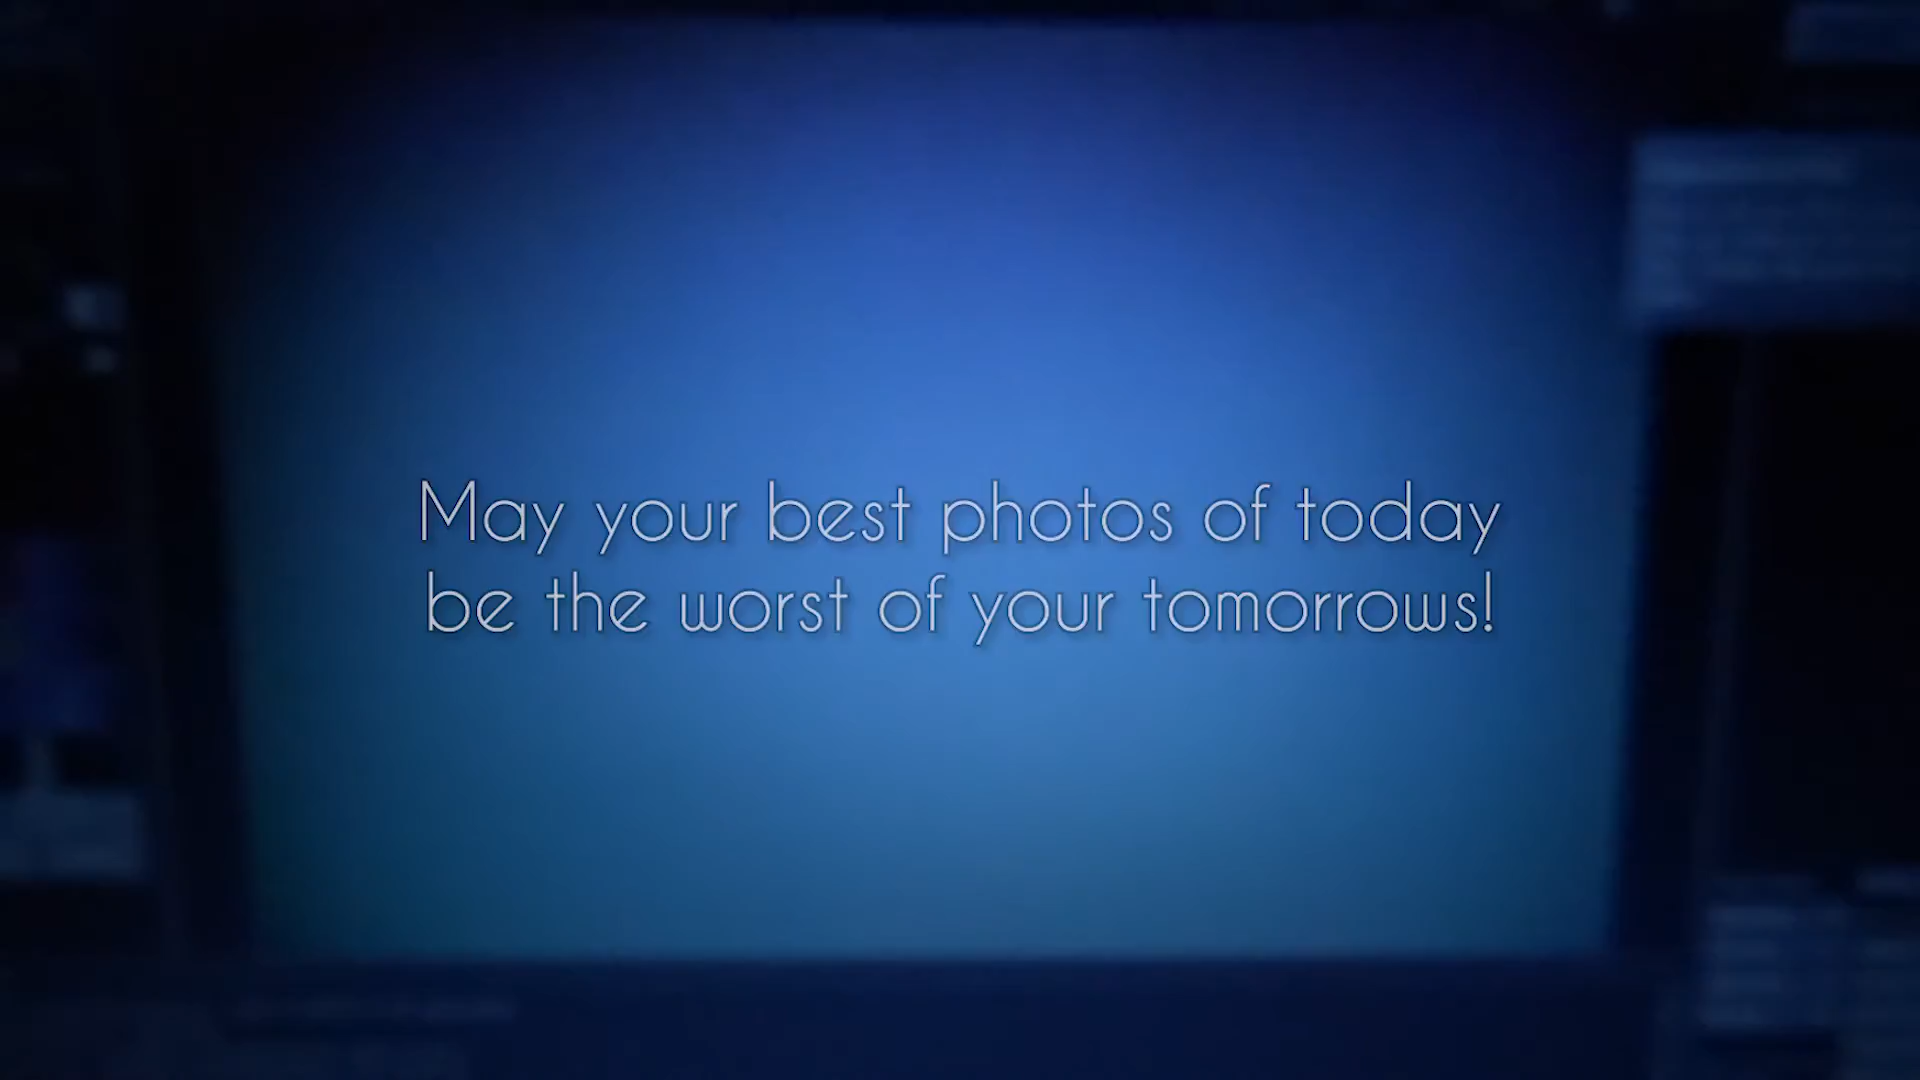 May your best photos of today
be the worst of your tomorrows!